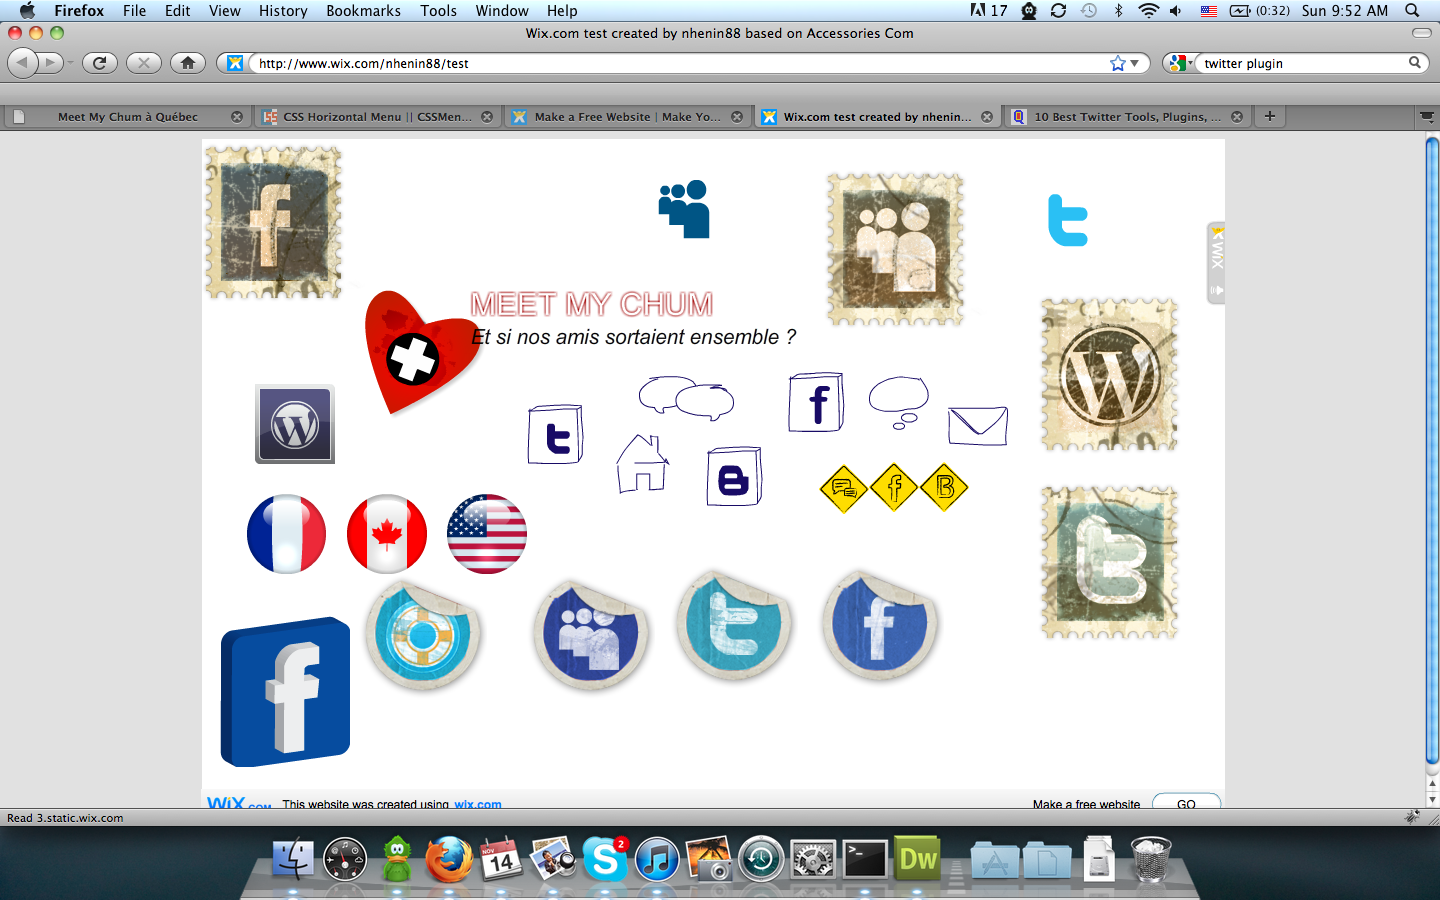 Firefox File Edit View History Bookmarks Tools Window Help
17 (0:32) Sun 9:52 AM
Wix.com test created by nhenin88 based on Accessories Com
http://www.wix.com/nhenin88/test
twitter plugin
Meet My Chum à Québec
CSS Horizontal Menu || CSSMen...
Make a Free Website | Make Yo...
Wix.com test created by nhenin...
10 Best Twitter Tools, Plugins, ...
f
t
WiX
MEET MY CHUM
Et si nos amis sortaient ensemble ?
W
W
t
f
B
f
B
t
t
f
f
WiX.COM This website was created using wix.com
Make a free website GO
Read 3.static.wix.com
NOV
14
S
2
>_
Dw